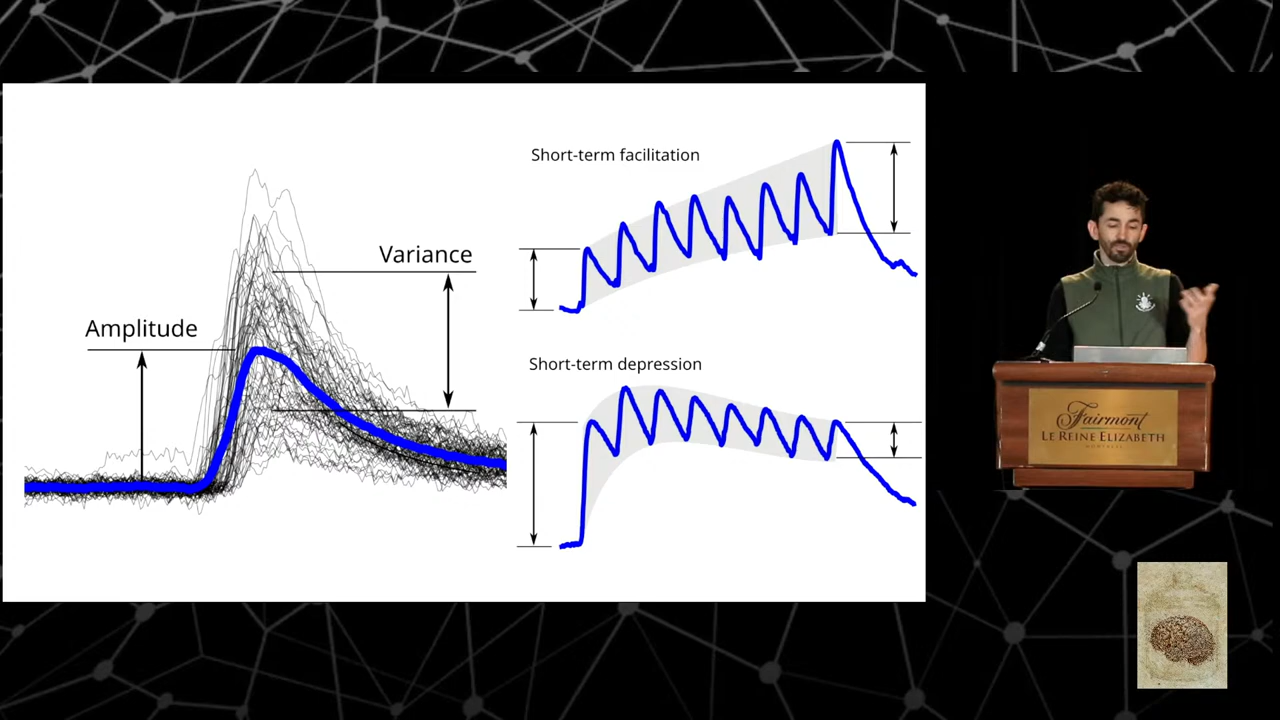 Amplitude
Variance
Short-term facilitation
Short-term depression
Fairmont
LE REINE ELIZABETH